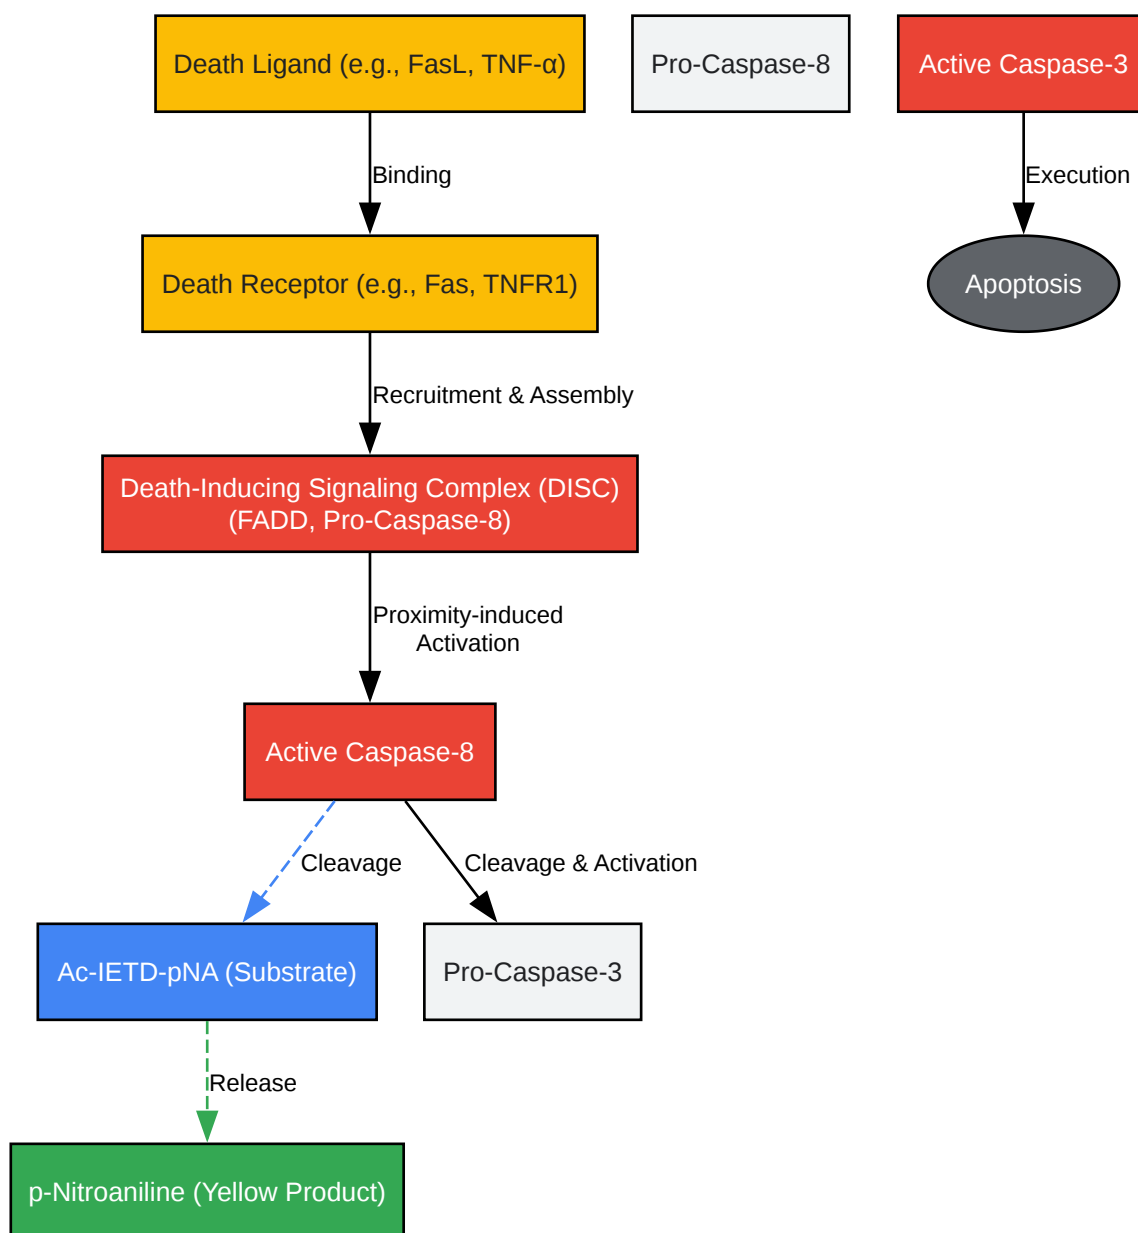 Death Ligand (e.g., FasL, TNF-α)
Pro-Caspase-8
Active Caspase-3
Binding
Execution
Death Receptor (e.g., Fas, TNFR1)
Apoptosis
Recruitment & Assembly
Death-Inducing Signaling Complex (DISC)
(FADD, Pro-Caspase-8)
Proximity-induced
Activation
Active Caspase-8
Cleavage
Cleavage & Activation
Ac-IETD-pNA (Substrate)
Pro-Caspase-3
Release
p-Nitroaniline (Yellow Product)